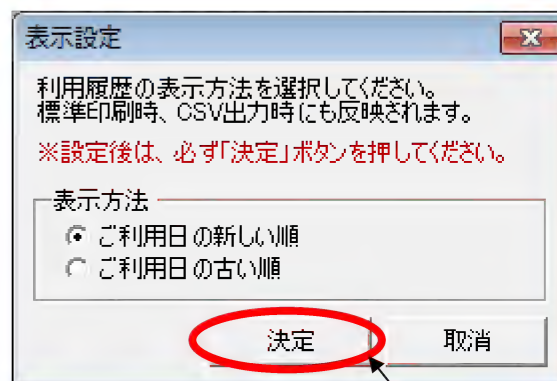 表示設定
利用履歴の表示方法を選択してください。
標準印刷時、CSV出力時にも反映されます。
※設定後は、必ず「決定」ボタンを押してください。
表示方法
ご利用日の新しい順
ご利用日の古い順
決定
取消